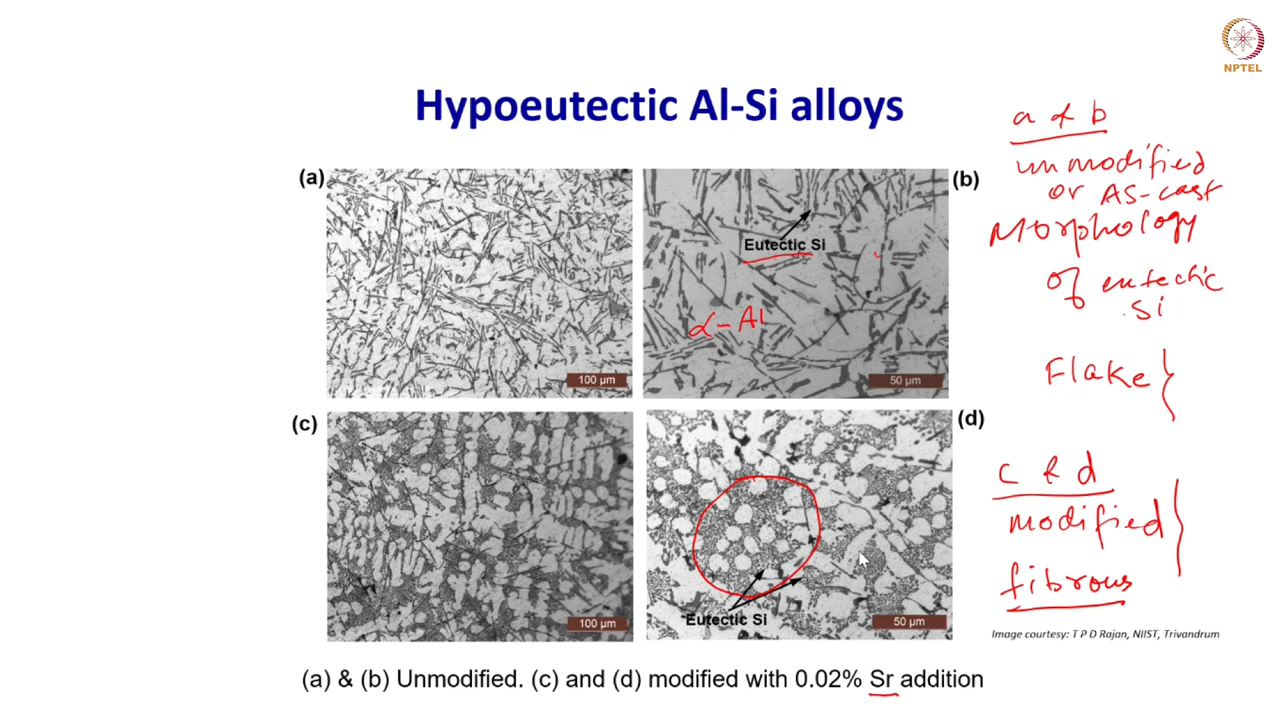 NPTEL
Hypoeutectic Al-Si alloys
(a)
(b)
Eutectic Si
α-Al
100 µm
50 µm
a & b
unmodified
or AS-cast
Morphology
of eutectic
Si
Flake
(c)
(d)
Eutectic Si
100 µm
50 µm
c & d
modified
fibrous
Image courtesy: T P D Rajan, NIIST, Trivandrum
(a) & (b) Unmodified. (c) and (d) modified with 0.02% Sr addition